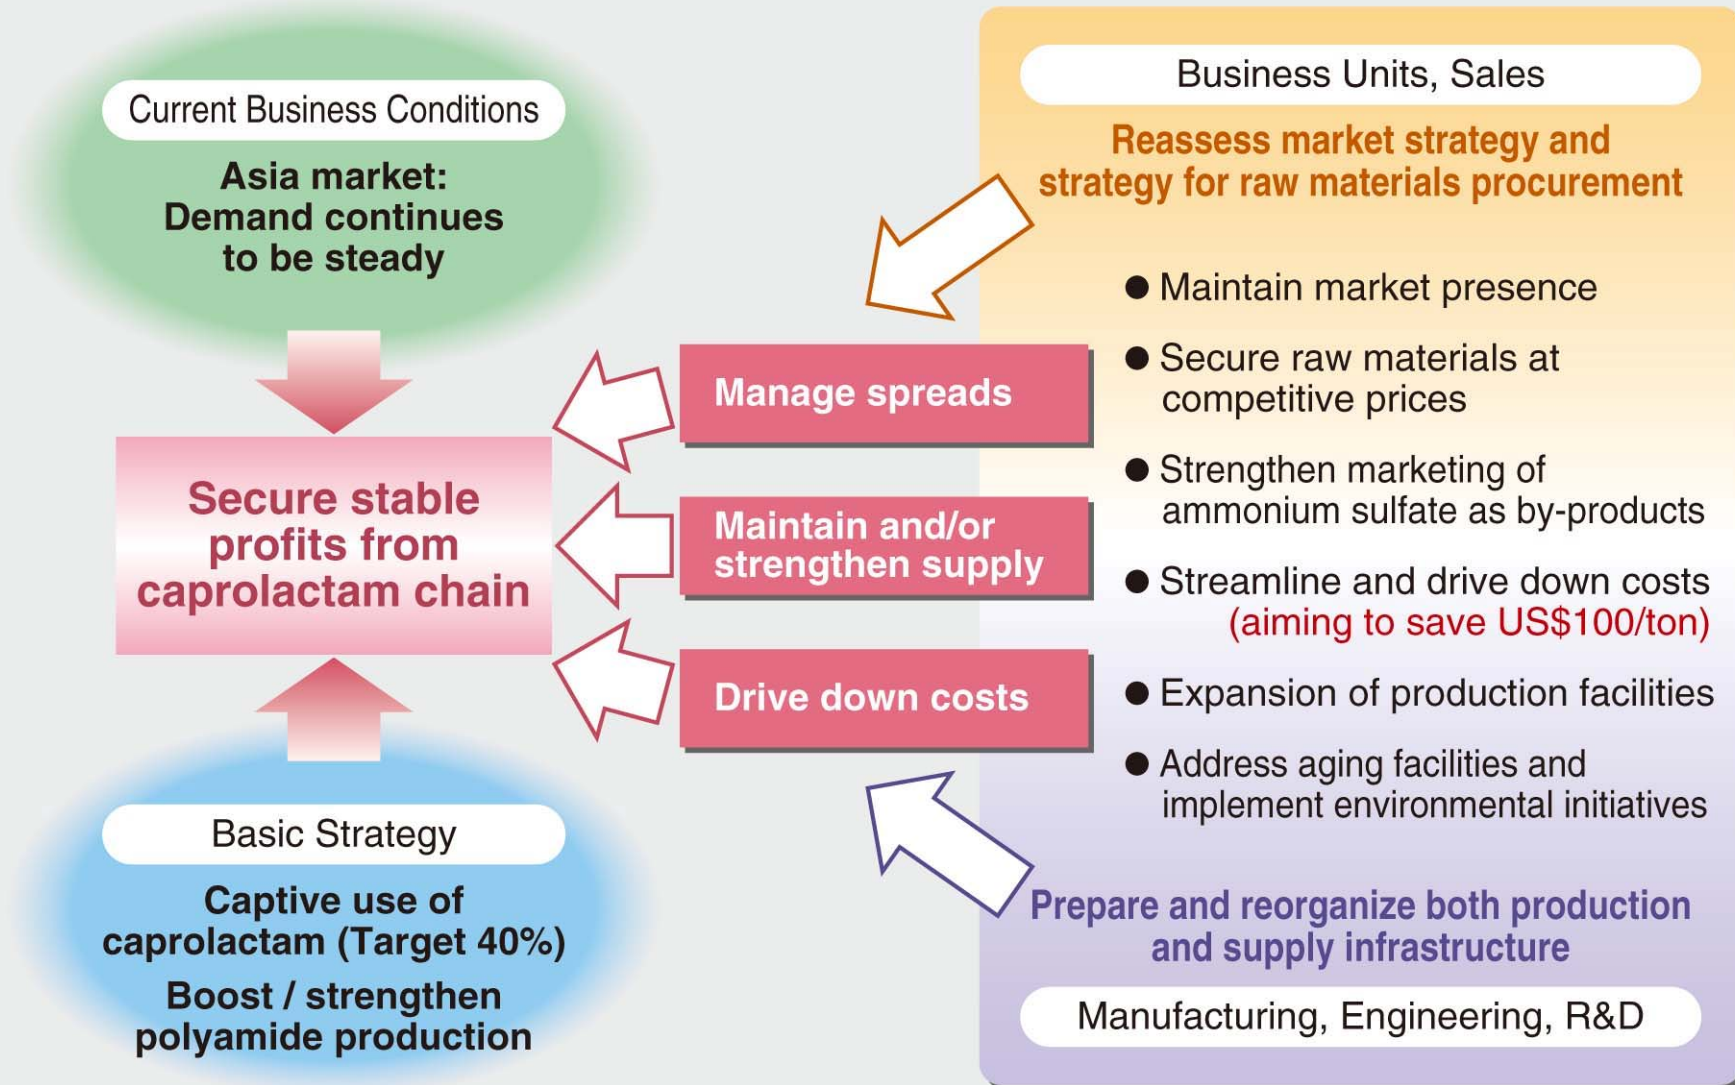 Current Business Conditions
Asia market:
Demand continues
to be steady
Secure stable
profits from
caprolactam chain
Basic Strategy
Captive use of
caprolactam (Target 40%)
Boost / strengthen
polyamide production
Manage spreads
Maintain and/or
strengthen supply
Drive down costs
Business Units, Sales
Reassess market strategy and
strategy for raw materials procurement
● Maintain market presence
● Secure raw materials at
competitive prices
● Strengthen marketing of
ammonium sulfate as by-products
● Streamline and drive down costs
(aiming to save US$100/ton)
● Expansion of production facilities
● Address aging facilities and
implement environmental initiatives
Prepare and reorganize both production
and supply infrastructure
Manufacturing, Engineering, R&D